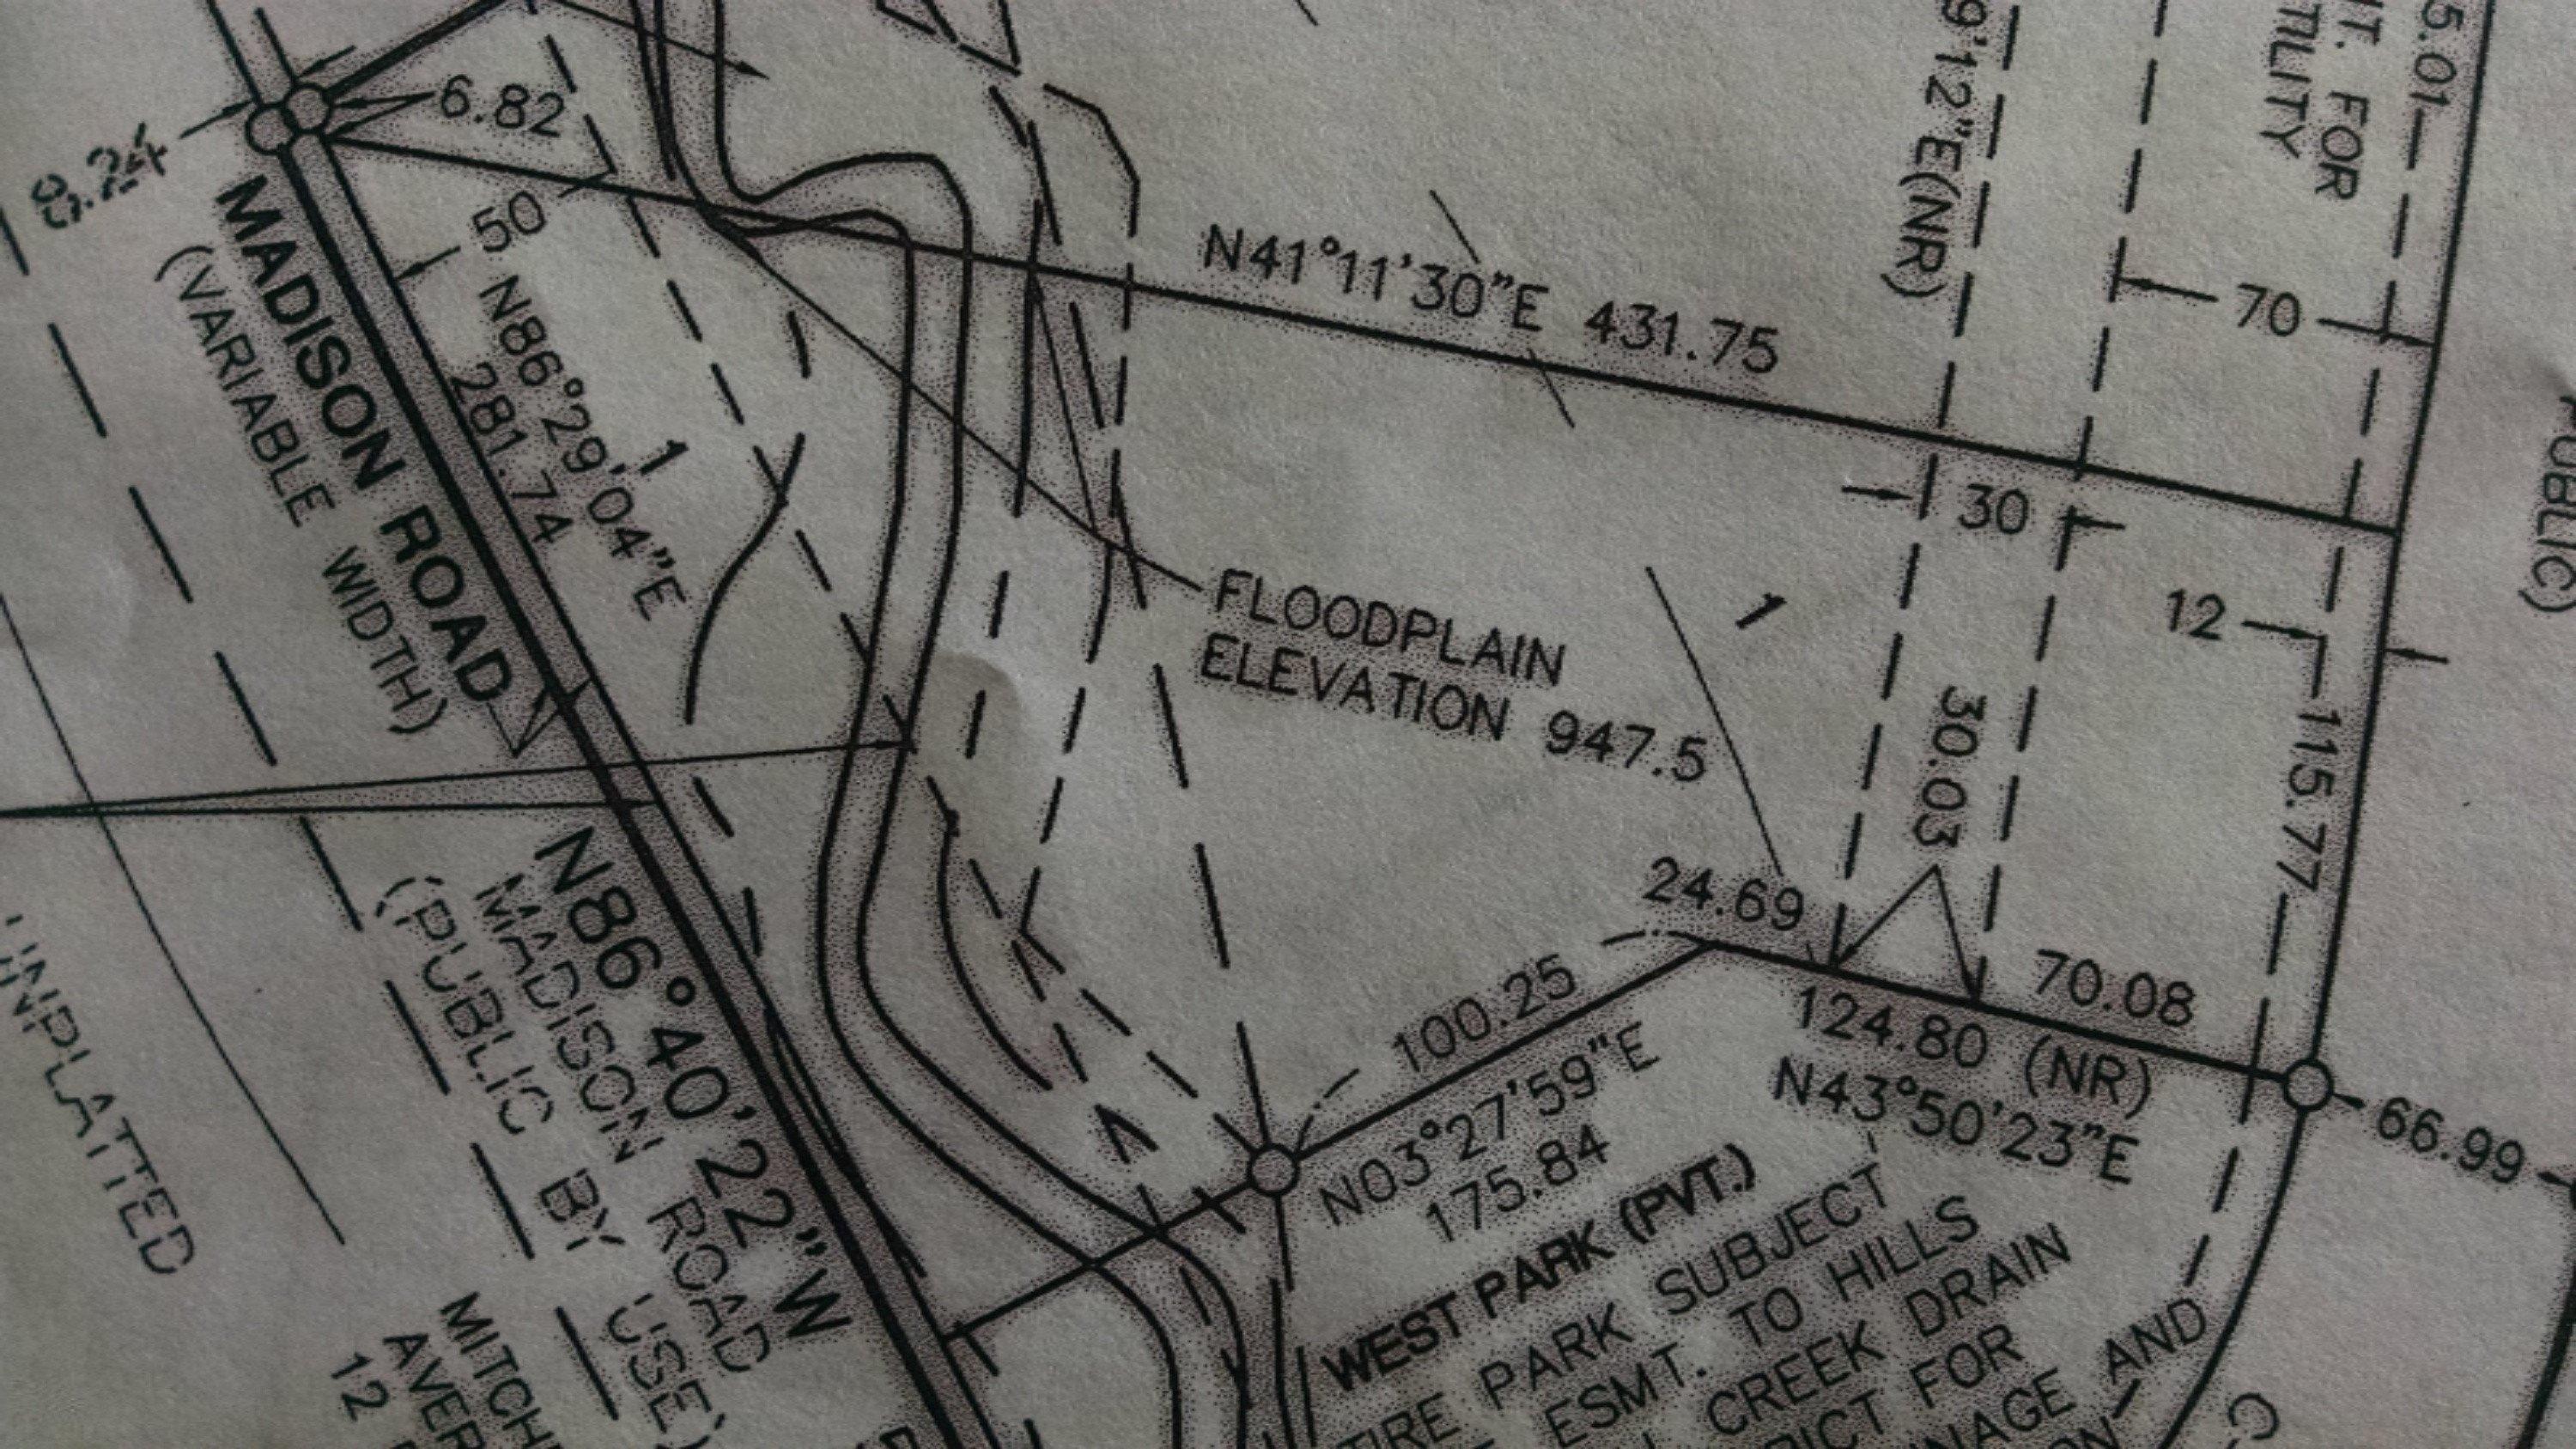 6.82
8.24
50
MADISON ROAD
(VARIABLE WIDTH)
N86°29'04"E
281.74
1
N41°11'30"E 431.75
9'12"E(NR)
T. FOR
TILITY
5.01
70
30
12
1
FLOODPLAIN
ELEVATION 947.5
30.03
115.77
24.69
70.08
124.80 (NR)
N43°50'23"E
66.99
100.25
N03°27'59"E
175.84
N86°40'22"W
MADISON ROAD
(PUBLIC BY USE)
UNPLATTED
WEST PARK (PVT.)
PARK SUBJECT
ESMT. TO HILLS
CREEK DRAIN
FOR
AND
12